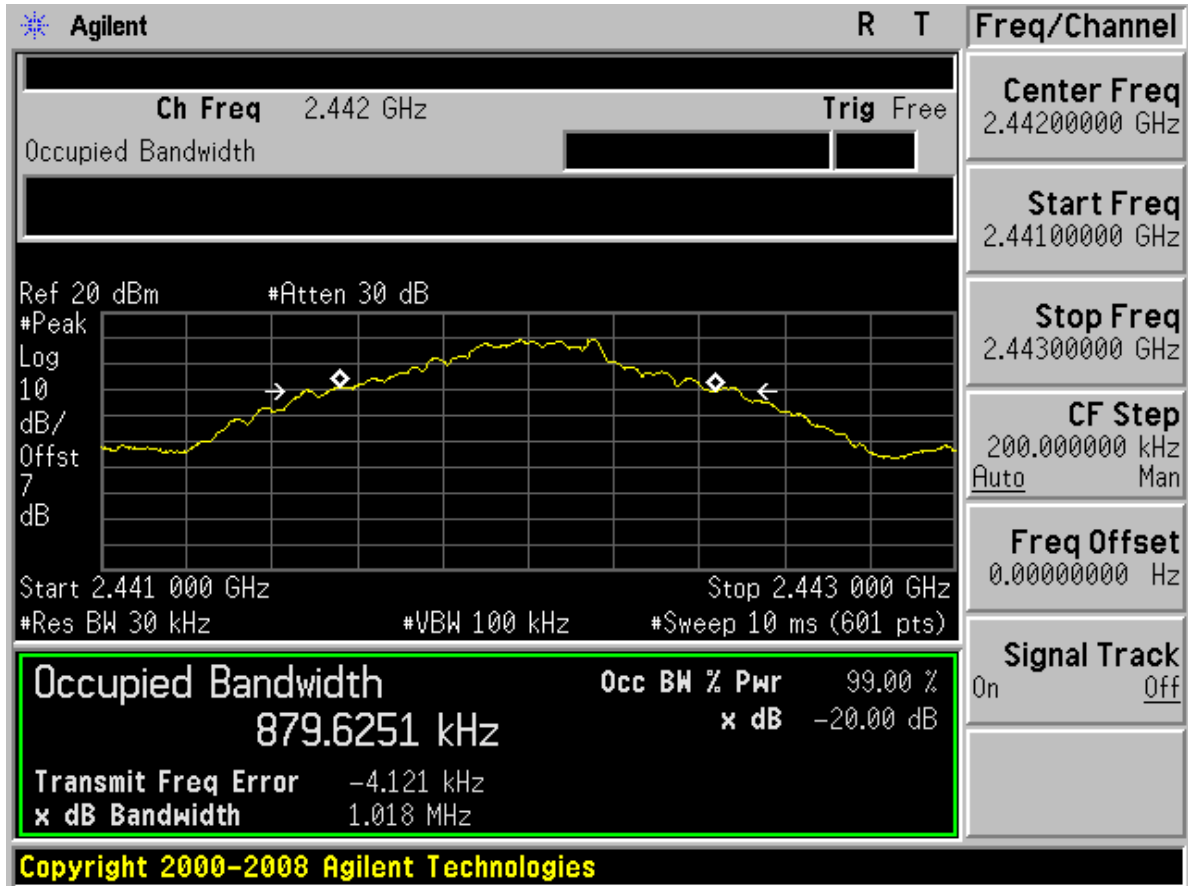 Agilent R T Freq/Channel
Ch Freq 2.442 GHz Trig Free
Occupied Bandwidth
Center Freq
2.44200000 GHz
Start Freq
2.44100000 GHz
Stop Freq
2.44300000 GHz
CF Step
200.000000 kHz
Auto Man
Freq Offset
0.00000000 Hz
Signal Track
On Off
Ref 20 dBm #Atten 30 dB
#Peak
Log
10
dB/
Offst
7
dB
Start 2.441 000 GHz Stop 2.443 000 GHz
#Res BW 30 kHz #VBW 100 kHz #Sweep 10 ms (601 pts)
Occupied Bandwidth Occ BW % Pwr 99.00 %
879.6251 kHz x dB -20.00 dB
Transmit Freq Error -4.121 kHz
x dB Bandwidth 1.018 MHz
Copyright 2000-2008 Agilent Technologies